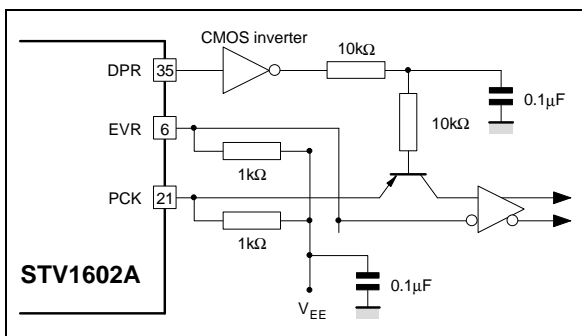 CMOS inverter
DPR 35
10kΩ
0.1µF
EVR 6
10kΩ
1kΩ
PCK 21
1kΩ
STV1602A
0.1µF
VEE